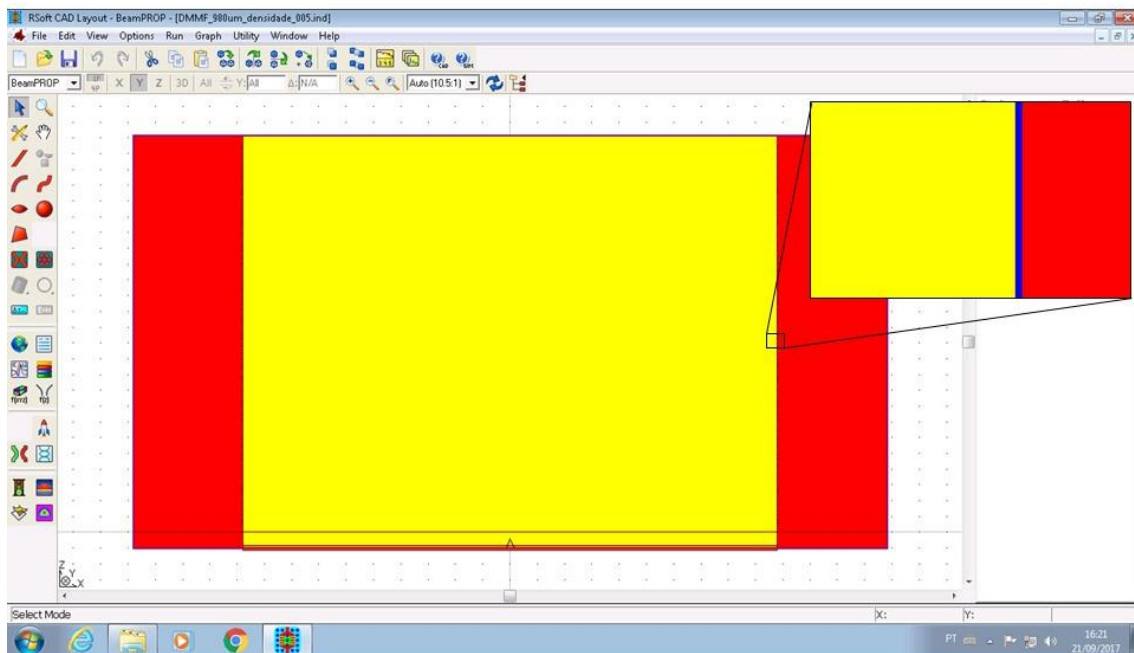 RSoft CAD Layout - BeamPROP - [DMMF_980um_densidade_005.ind]
File Edit View Options Run Graph Utility Window Help
BeamPROP X Y Z 3D All Y: All Δ: N/A Auto (10.5:1)
Z
Y
X
Select Mode X: Y:
PT 16:21
21/09/2017